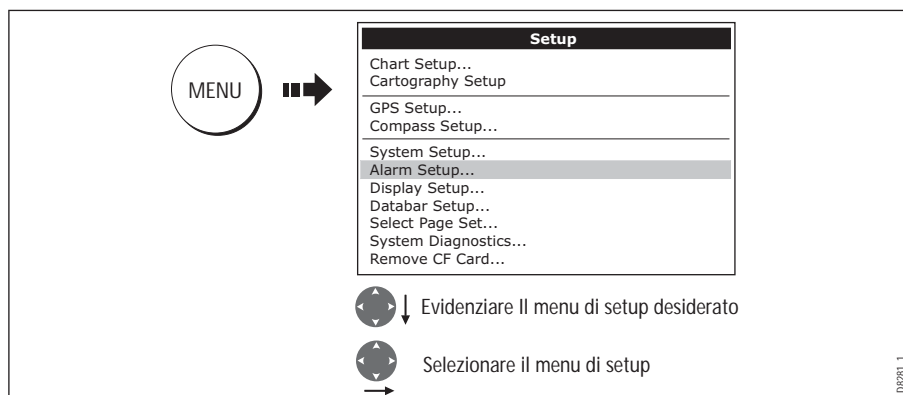 MENU
Setup
Chart Setup...
Cartography Setup
GPS Setup...
Compass Setup...
System Setup...
Alarm Setup...
Display Setup...
Databar Setup...
Select Page Set...
System Diagnostics...
Remove CF Card...
Evidenziare Il menu di setup desiderato
Selezionare il menu di setup
D8281_1